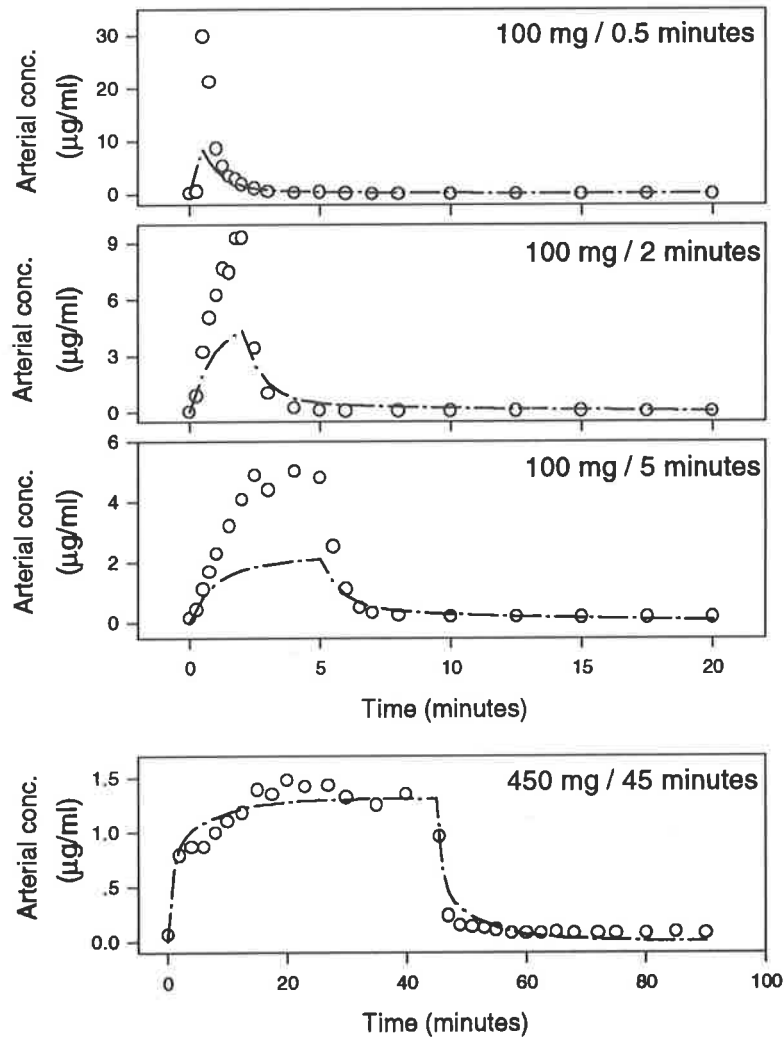 100 mg / 0.5 minutes
Arterial conc.
(µg/ml)
30
20
10
0
100 mg / 2 minutes
Arterial conc.
(µg/ml)
9
6
3
0
100 mg / 5 minutes
Arterial conc.
(µg/ml)
6
4
2
0
0 5 10 15 20
Time (minutes)
450 mg / 45 minutes
Arterial conc.
(µg/ml)
1.5
1.0
.5
0.0
0 20 40 60 80 100
Time (minutes)